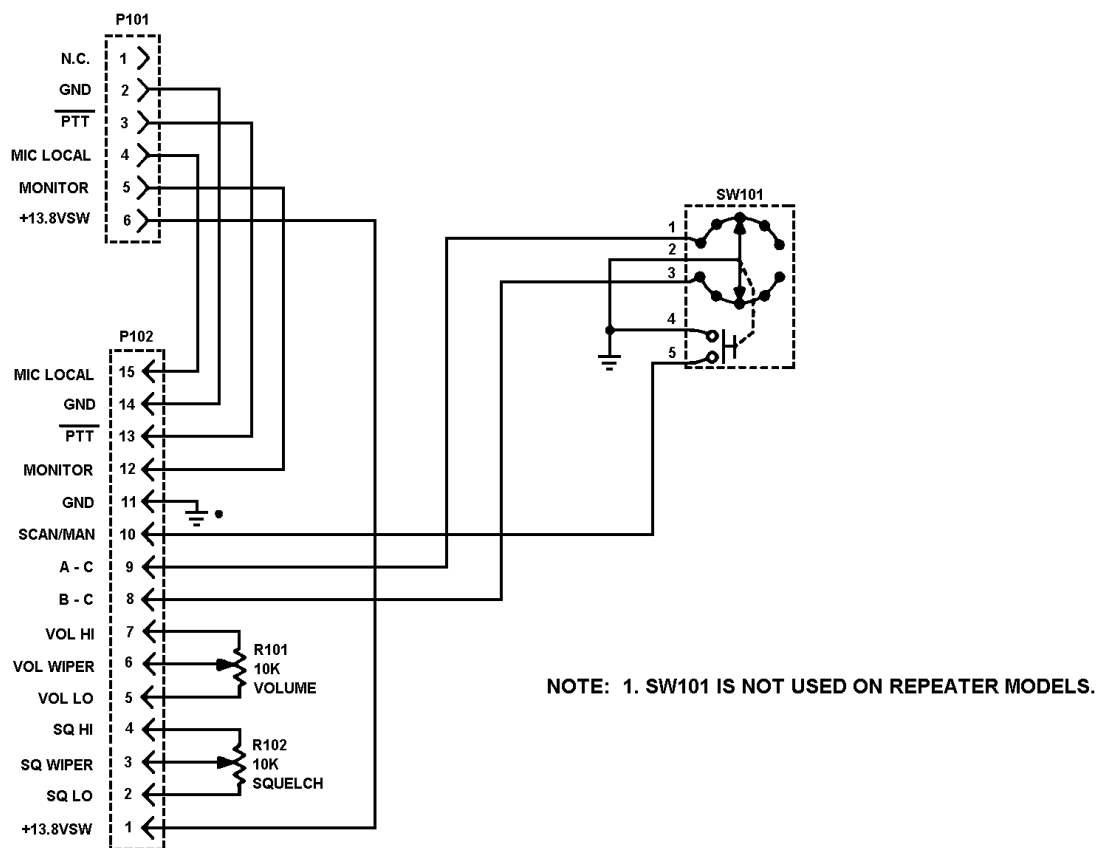 P101
N.C. 1
GND 2
PTT 3
MIC LOCAL 4
MONITOR 5
+13.8VSW 6
SW101
1
2
3
4
5
P102
MIC LOCAL 15
GND 14
PTT 13
MONITOR 12
GND 11
SCAN/MAN 10
A - C 9
B - C 8
VOL HI 7
VOL WIPER 6
VOL LO 5
SQ HI 4
SQ WIPER 3
SQ LO 2
+13.8VSW 1
R101
10K
VOLUME
R102
10K
SQUELCH
NOTE: 1. SW101 IS NOT USED ON REPEATER MODELS.